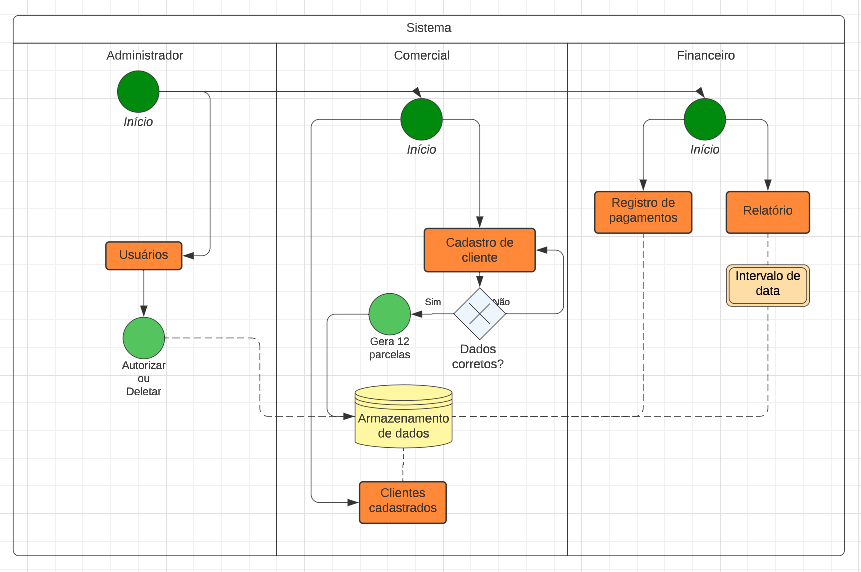 Sistema
Administrador
Comercial
Financeiro
Início
Início
Início
Usuários
Autorizar
ou
Deletar
Cadastro de
cliente
Sim
Não
Dados
corretos?
Gera 12
parcelas
Armazenamento
de dados
Clientes
cadastrados
Registro de
pagamentos
Relatório
Intervalo de
data